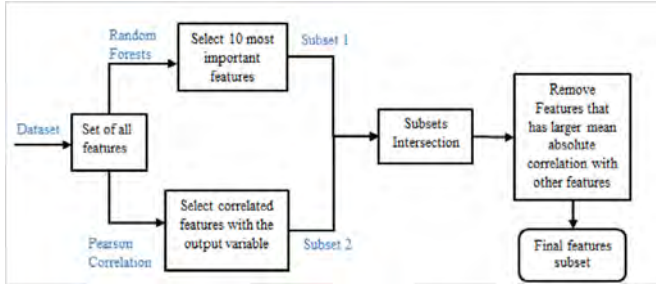 Dataset
Set of all
features
Random
Forests
Select 10 most
important
features
Subset 1
Pearson
Correlation
Select correlated
features with the
output variable
Subset 2
Subsets
Intersection
Remove
Features that
has larger mean
absolute
correlation with
other features
Final features
subset